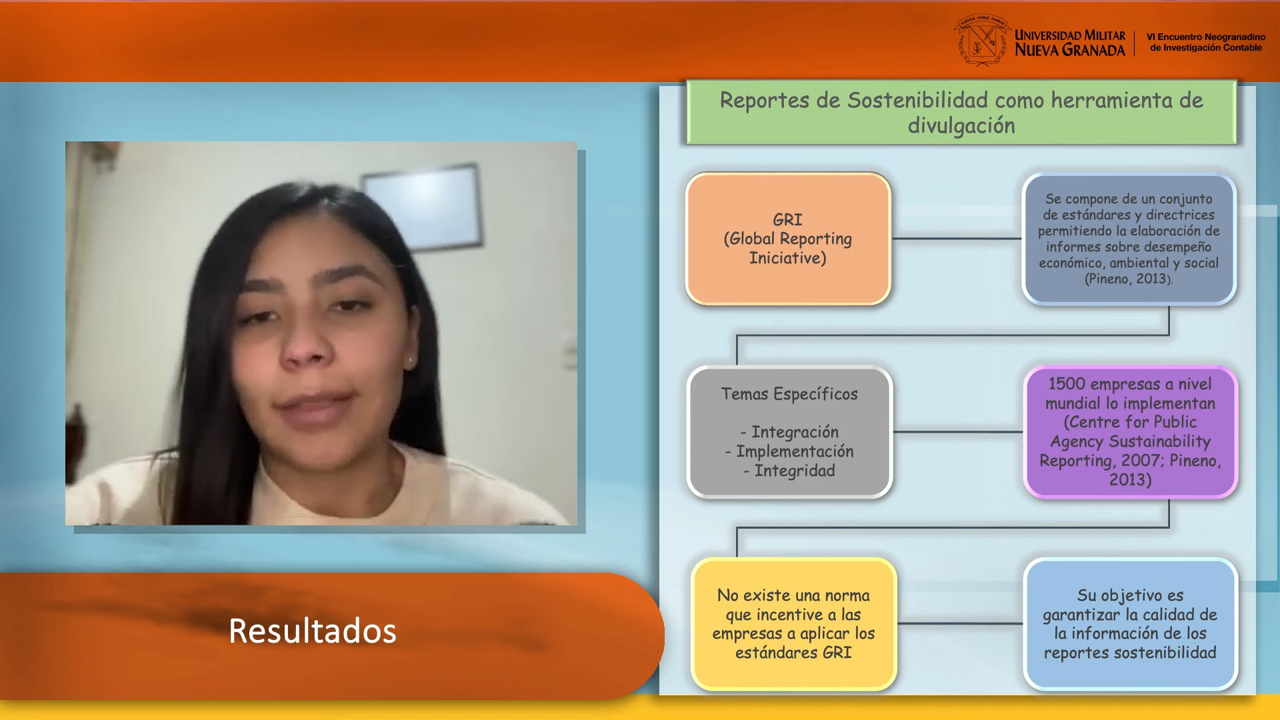 UNIVERSIDAD MILITAR
NUEVA GRANADA
VI Encuentro Neogranadino
de Investigación Contable
Reportes de Sostenibilidad como herramienta de
divulgación
GRI
(Global Reporting
Iniciative)
Se compone de un conjunto
de estándares y directrices
permitiendo la elaboración de
informes sobre desempeño
económico, ambiental y social
(Pineno, 2013).
Temas Específicos
- Integración
- Implementación
- Integridad
1500 empresas a nivel
mundial lo implementan
(Centre for Public
Agency Sustainability
Reporting, 2007; Pineno,
2013)
No existe una norma
que incentive a las
empresas a aplicar los
estándares GRI
Su objetivo es
garantizar la calidad de
la información de los
reportes sostenibilidad
Resultados